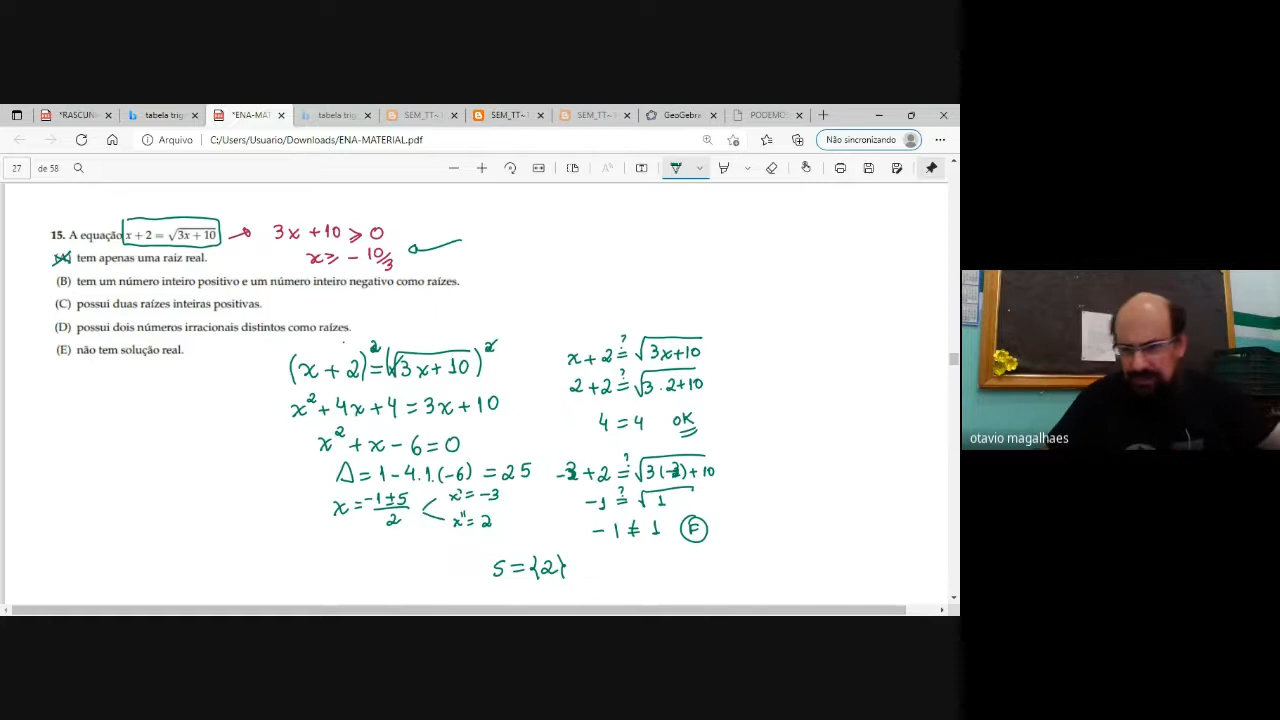 *RASCUN
tabela trig
*ENA-MAT
tabela trig
SEM_TT~
SEM_TT~
SEM_TT~
GeoGebra
PODEMOS
Arquivo C:/Users/Usuario/Downloads/ENA-MATERIAL.pdf
Não sincronizando
27 de 58
15. A equação x + 2 = √3x + 10 3x + 10 ≥ 0
x ≥ - 10/3
tem apenas uma raiz real.
(B) tem um número inteiro positivo e um número inteiro negativo como raízes.
(C) possui duas raízes inteiras positivas.
(D) possui dois números irracionais distintos como raízes.
(E) não tem solução real.
(x + 2)² = (√3x + 10)²
x² + 4x + 4 = 3x + 10
x² + x - 6 = 0
Δ = 1 - 4.1.(-6) = 25
x = -1 ± 5 / 2
x' = -3
x'' = 2
x + 2 ?= √3x+10
2 + 2 ?= √3 . 2 + 10
4 = 4 OK
-3 + 2 ?= √3(-3) + 10
-1 ?= √1
-1 ≠ 1 F
S = {2}
otavio magalhaes